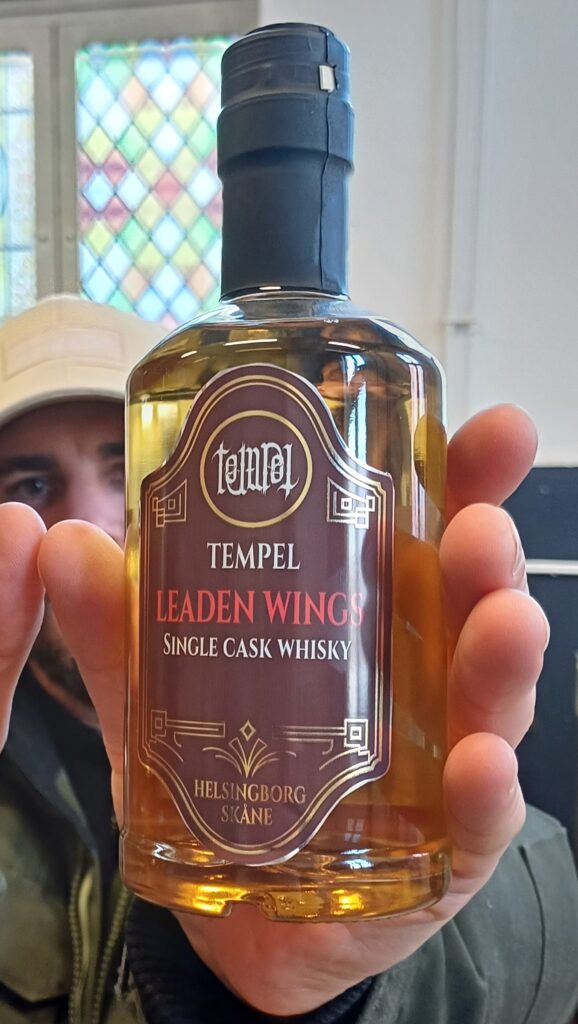 tempel
TEMPEL
LEADEN WINGS
SINGLE CASK WHISKY
HELSINGBORG
SKÅNE